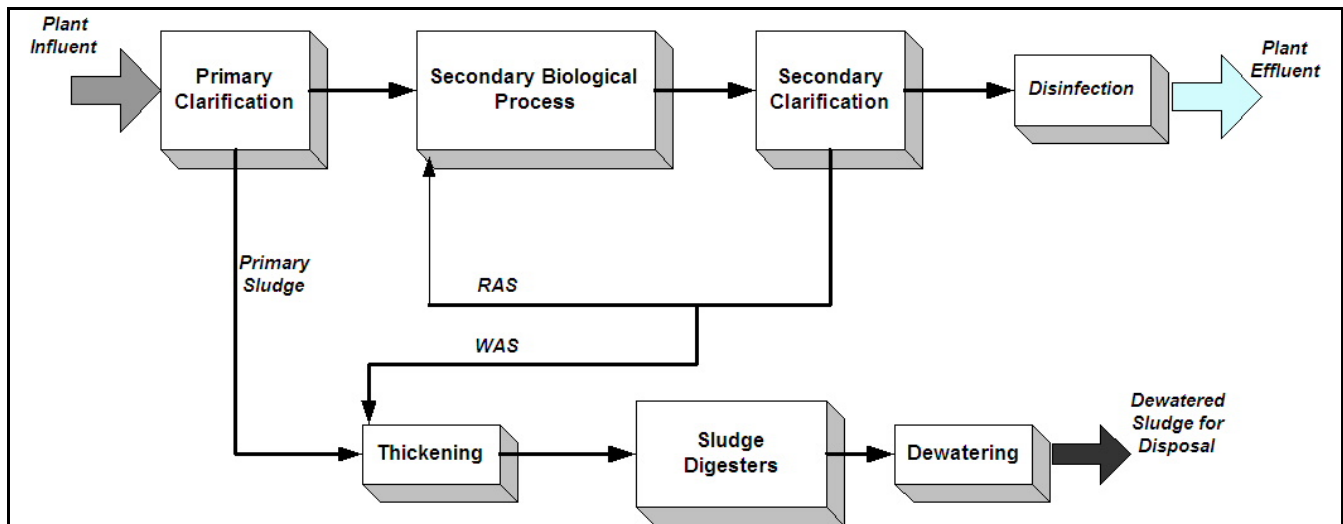 Plant
Influent
Primary
Clarification
Secondary Biological
Process
Secondary
Clarification
Disinfection
Plant
Effluent
Primary
Sludge
RAS
WAS
Thickening
Sludge
Digesters
Dewatering
Dewatered
Sludge for
Disposal